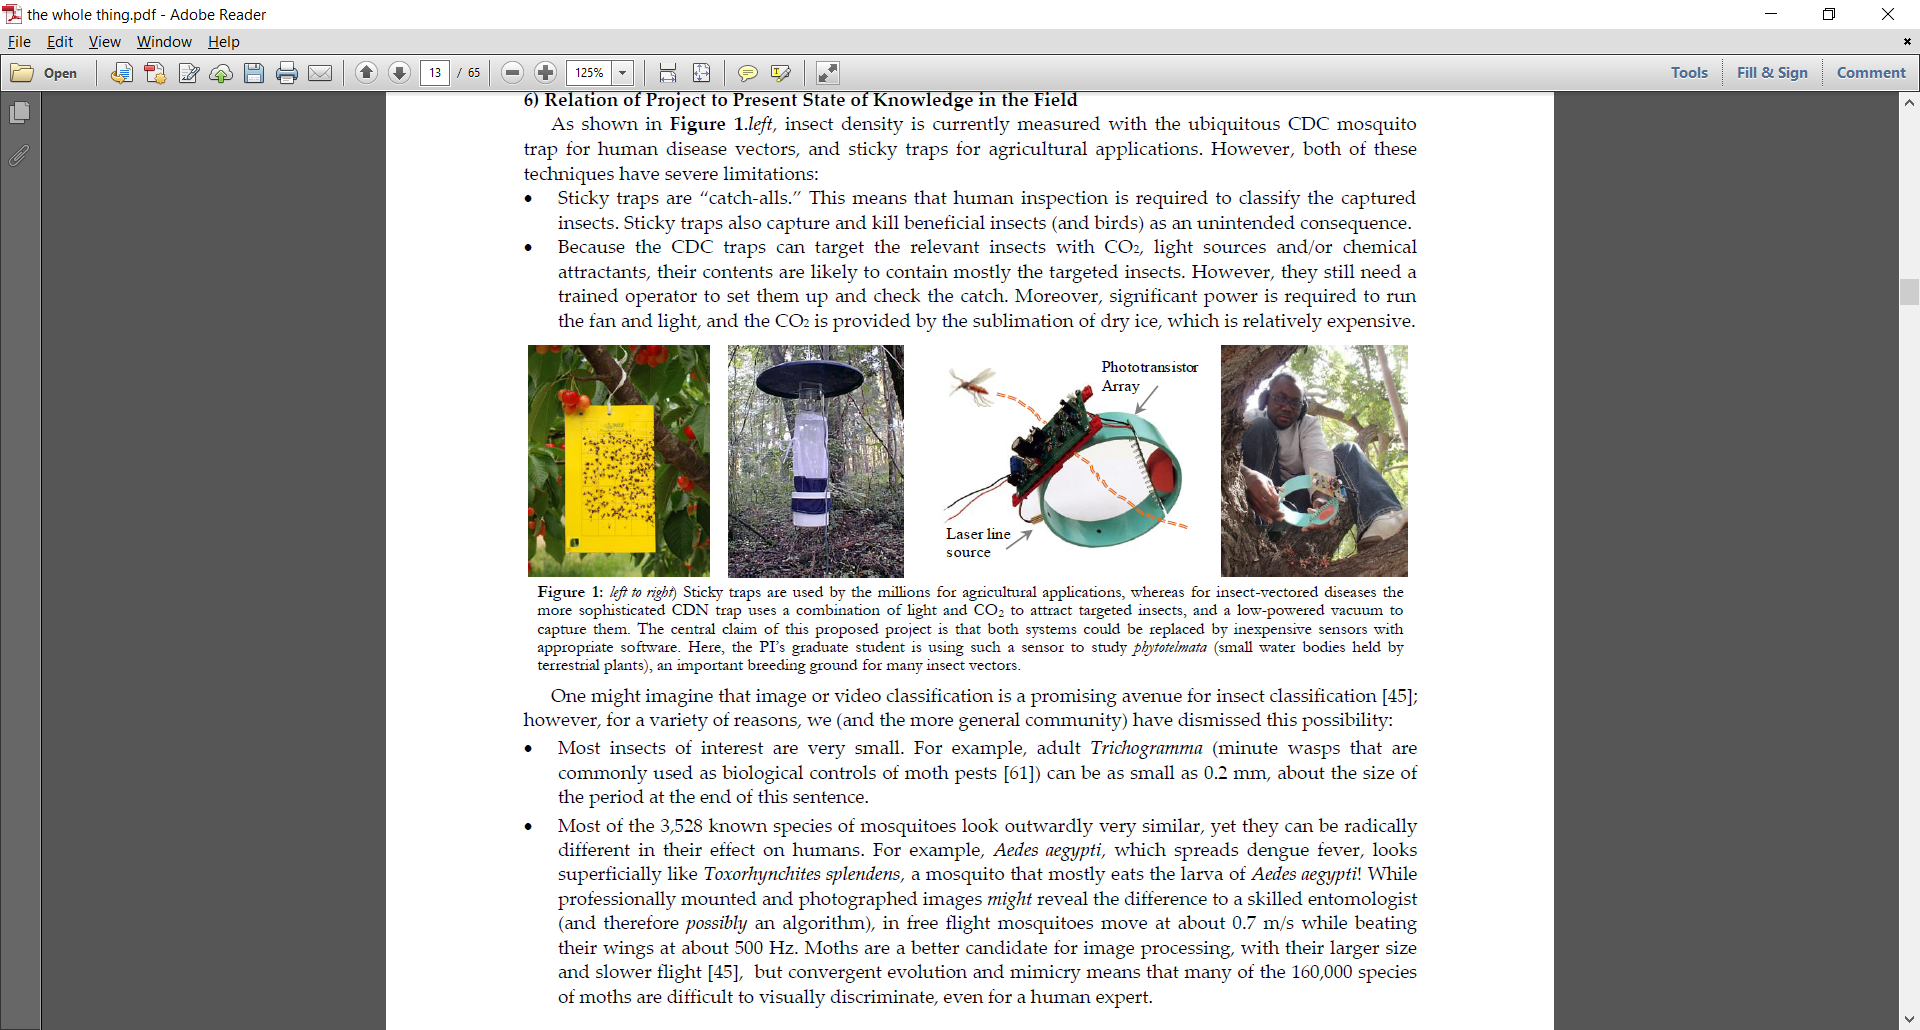 the whole thing.pdf - Adobe Reader
File Edit View Window Help
Open 13 / 65 125% Tools Fill & Sign Comment
6) Relation of Project to Present State of Knowledge in the Field
As shown in Figure 1.left, insect density is currently measured with the ubiquitous CDC mosquito
trap for human disease vectors, and sticky traps for agricultural applications. However, both of these
techniques have severe limitations:
• Sticky traps are “catch-alls.” This means that human inspection is required to classify the captured
insects. Sticky traps also capture and kill beneficial insects (and birds) as an unintended consequence.
• Because the CDC traps can target the relevant insects with CO2, light sources and/or chemical
attractants, their contents are likely to contain mostly the targeted insects. However, they still need a
trained operator to set them up and check the catch. Moreover, significant power is required to run
the fan and light, and the CO2 is provided by the sublimation of dry ice, which is relatively expensive.
Phototransistor
Array
Laser line
source
Figure 1: left to right) Sticky traps are used by the millions for agricultural applications, whereas for insect-vectored diseases the
more sophisticated CDN trap uses a combination of light and CO2 to attract targeted insects, and a low-powered vacuum to
capture them. The central claim of this proposed project is that both systems could be replaced by inexpensive sensors with
appropriate software. Here, the PI’s graduate student is using such a sensor to study phytotelmata (small water bodies held by
terrestrial plants), an important breeding ground for many insect vectors.
One might imagine that image or video classification is a promising avenue for insect classification [45];
however, for a variety of reasons, we (and the more general community) have dismissed this possibility:
• Most insects of interest are very small. For example, adult Trichogramma (minute wasps that are
commonly used as biological controls of moth pests [61]) can be as small as 0.2 mm, about the size of
the period at the end of this sentence.
• Most of the 3,528 known species of mosquitoes look outwardly very similar, yet they can be radically
different in their effect on humans. For example, Aedes aegypti, which spreads dengue fever, looks
superficially like Toxorhynchites splendens, a mosquito that mostly eats the larva of Aedes aegypti! While
professionally mounted and photographed images might reveal the difference to a skilled entomologist
(and therefore possibly an algorithm), in free flight mosquitoes move at about 0.7 m/s while beating
their wings at about 500 Hz. Moths are a better candidate for image processing, with their larger size
and slower flight [45], but convergent evolution and mimicry means that many of the 160,000 species
of moths are difficult to visually discriminate, even for a human expert.